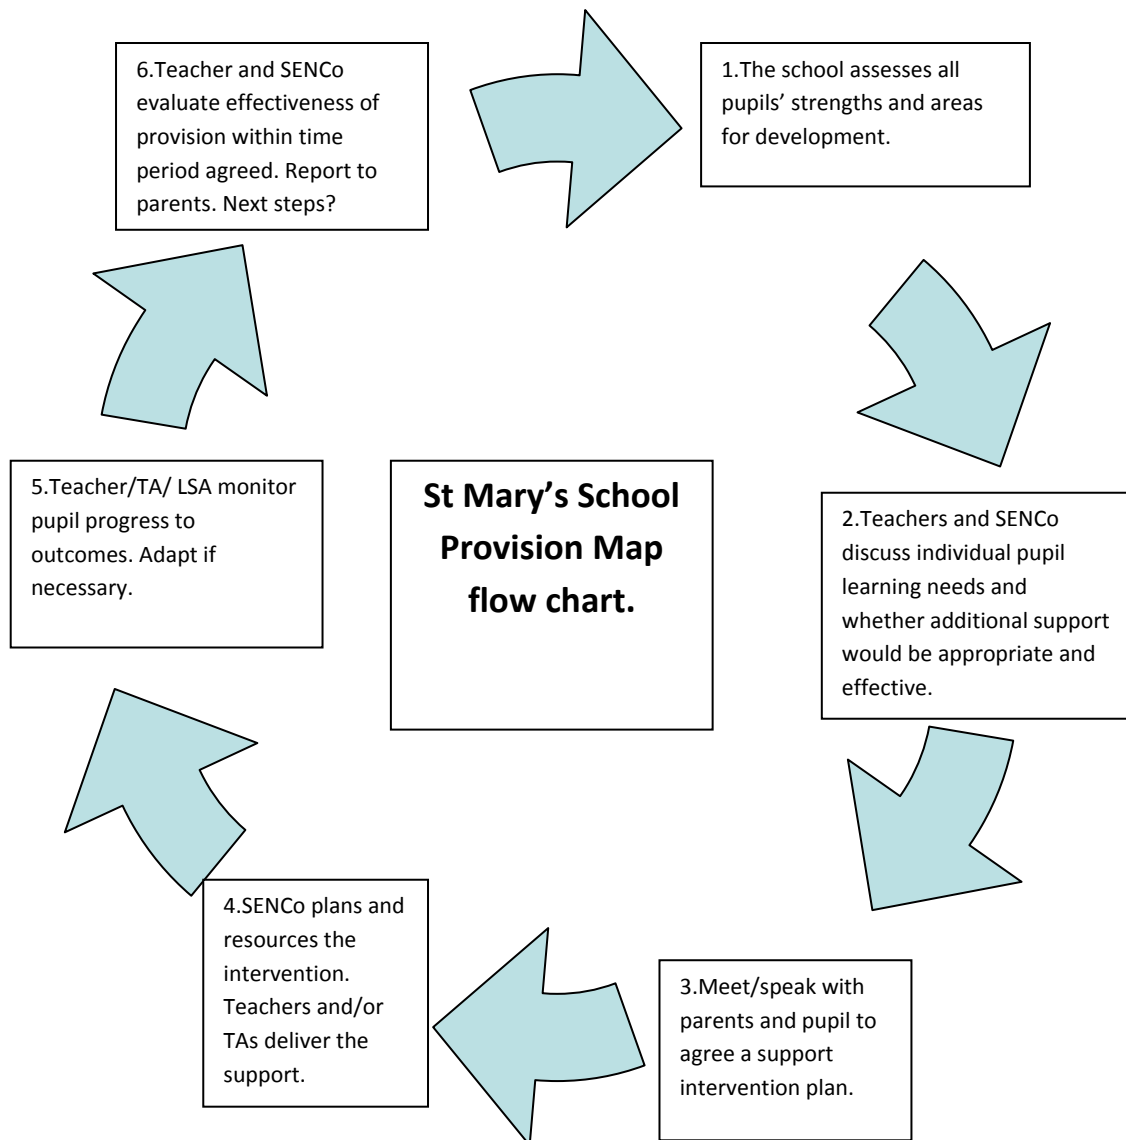 6.Teacher and SENCo
evaluate effectiveness of
provision within time
period agreed. Report to
parents. Next steps?
1.The school assesses all
pupils’ strengths and areas
for development.
5.Teacher/TA/ LSA monitor
pupil progress to
outcomes. Adapt if
necessary.
St Mary’s School
Provision Map
flow chart.
2.Teachers and SENCo
discuss individual pupil
learning needs and
whether additional support
would be appropriate and
effective.
4.SENCo plans and
resources the
intervention.
Teachers and/or
TAs deliver the
support.
3.Meet/speak with
parents and pupil to
agree a support
intervention plan.